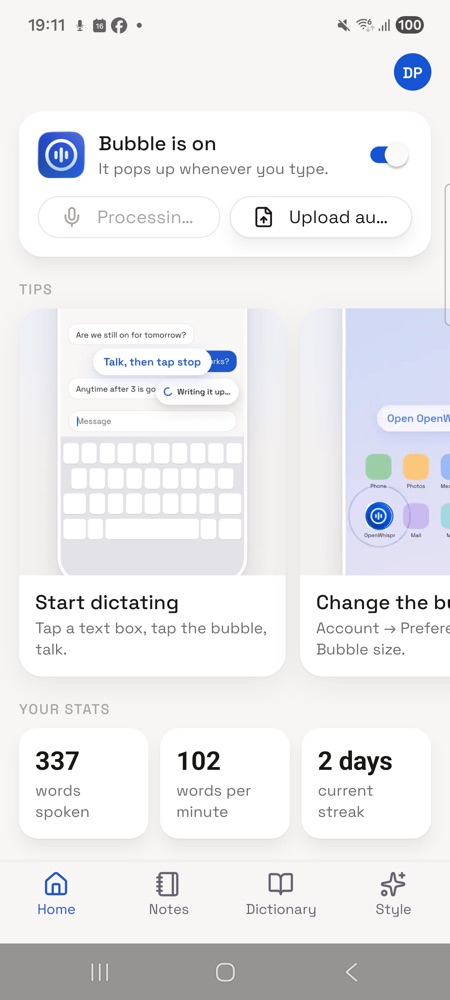 19:11
16
100
DP
Bubble is on
It pops up whenever you type.
Processin...
Upload au...
TIPS
Are we still on for tomorrow?
Talk, then tap stop
rks?
Anytime after 3 is go
Writing it up...
Message
Open OpenW
Phone
Photos
OpenWhispr
Mail
Start dictating
Tap a text box, tap the bubble,
talk.
Change the bu
Account → Prefere
Bubble size.
YOUR STATS
337
words
spoken
102
words per
minute
2 days
current
streak
Home
Notes
Dictionary
Style